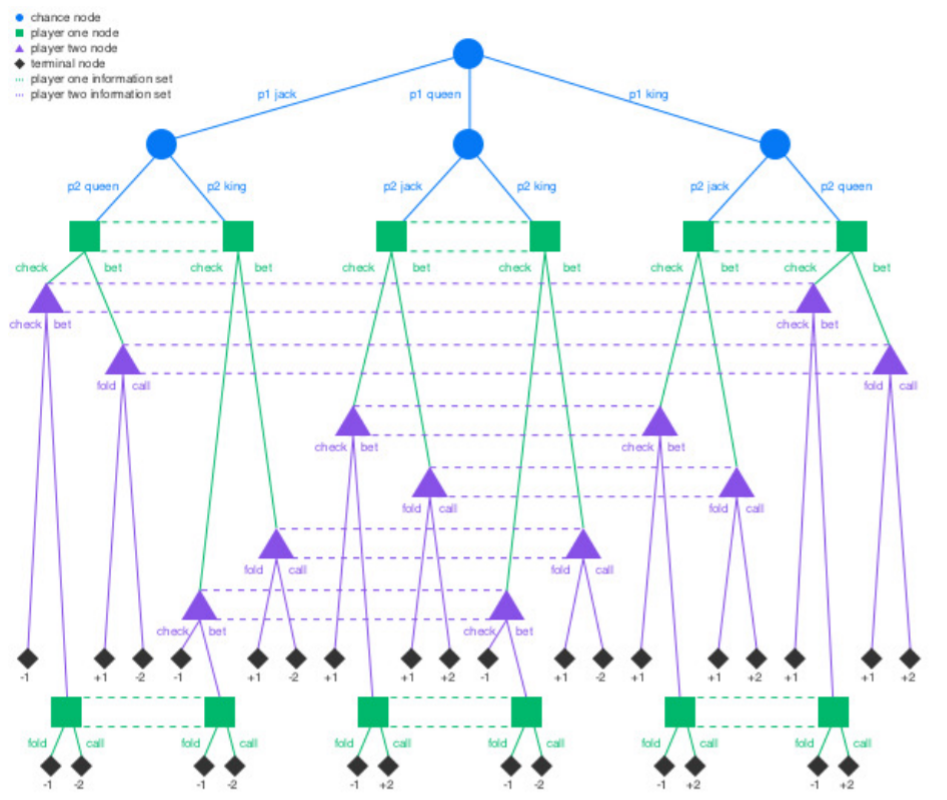 chance node
player one node
player two node
terminal node
player one information set
player two information set
p1 jack p1 queen p1 king
p2 queen p2 king p2 jack p2 king p2 jack p2 queen
check bet check bet check bet check bet check bet check bet
check bet check bet
fold call fold call
check bet check bet
fold call fold call
fold call fold call
check bet check bet
-1 +1 -2 -1 +1 -2 +1 +1 +2 -1 +1 -2 +1 +1 +2 +1 +1 +2
fold call fold call fold call fold call fold call fold call
-1 -2 -1 -2 -1 +2 -1 -2 -1 +2 -1 +2